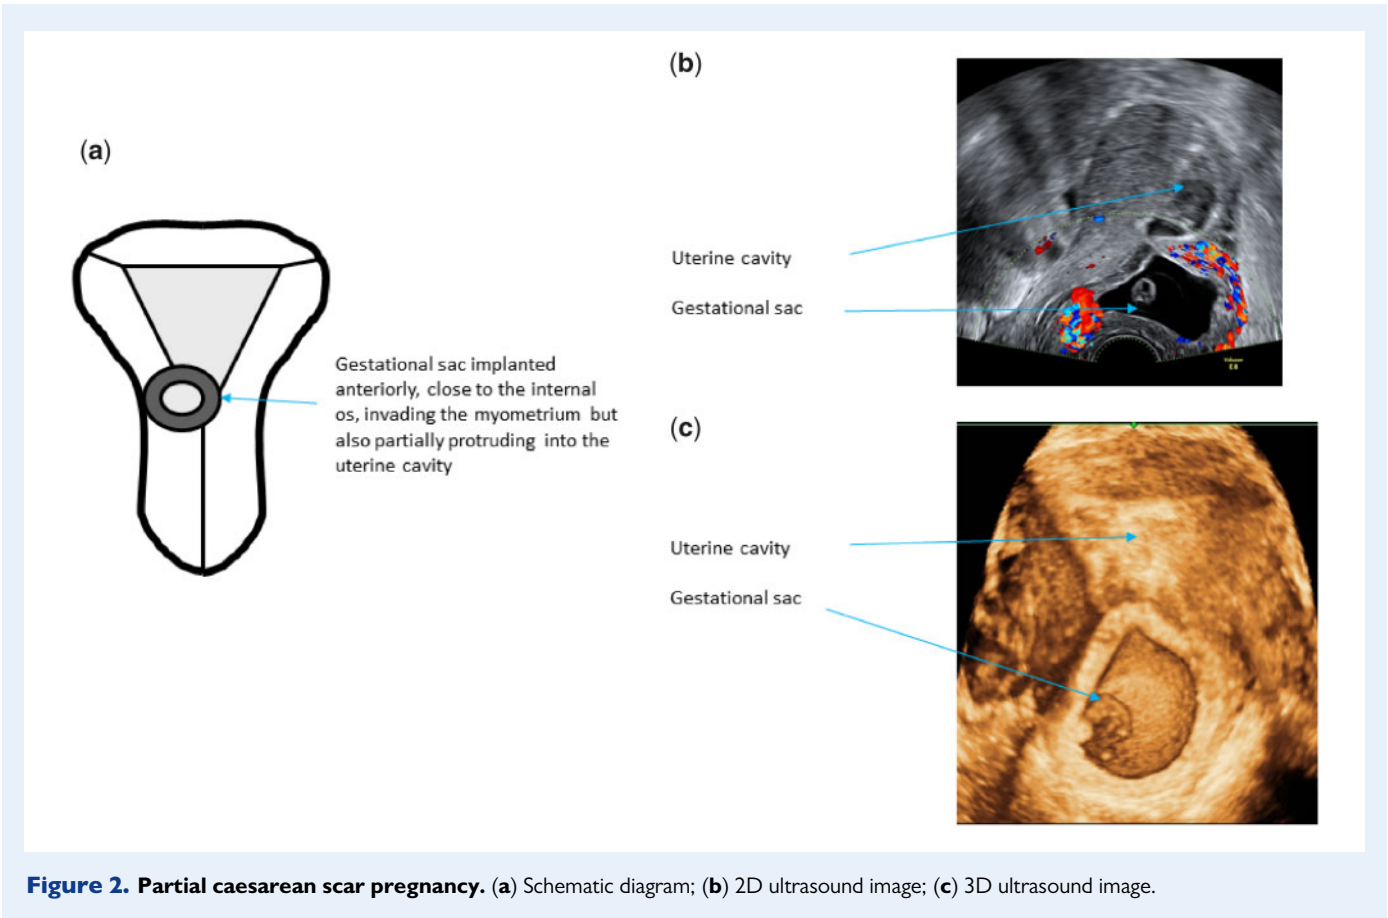 (a)
Gestational sac implanted
anteriorly, close to the internal
os, invading the myometrium but
also partially protruding into the
uterine cavity
(b)
Uterine cavity
Gestational sac
Voluson
E8
(c)
Uterine cavity
Gestational sac
Figure 2. Partial caesarean scar pregnancy. (a) Schematic diagram; (b) 2D ultrasound image; (c) 3D ultrasound image.